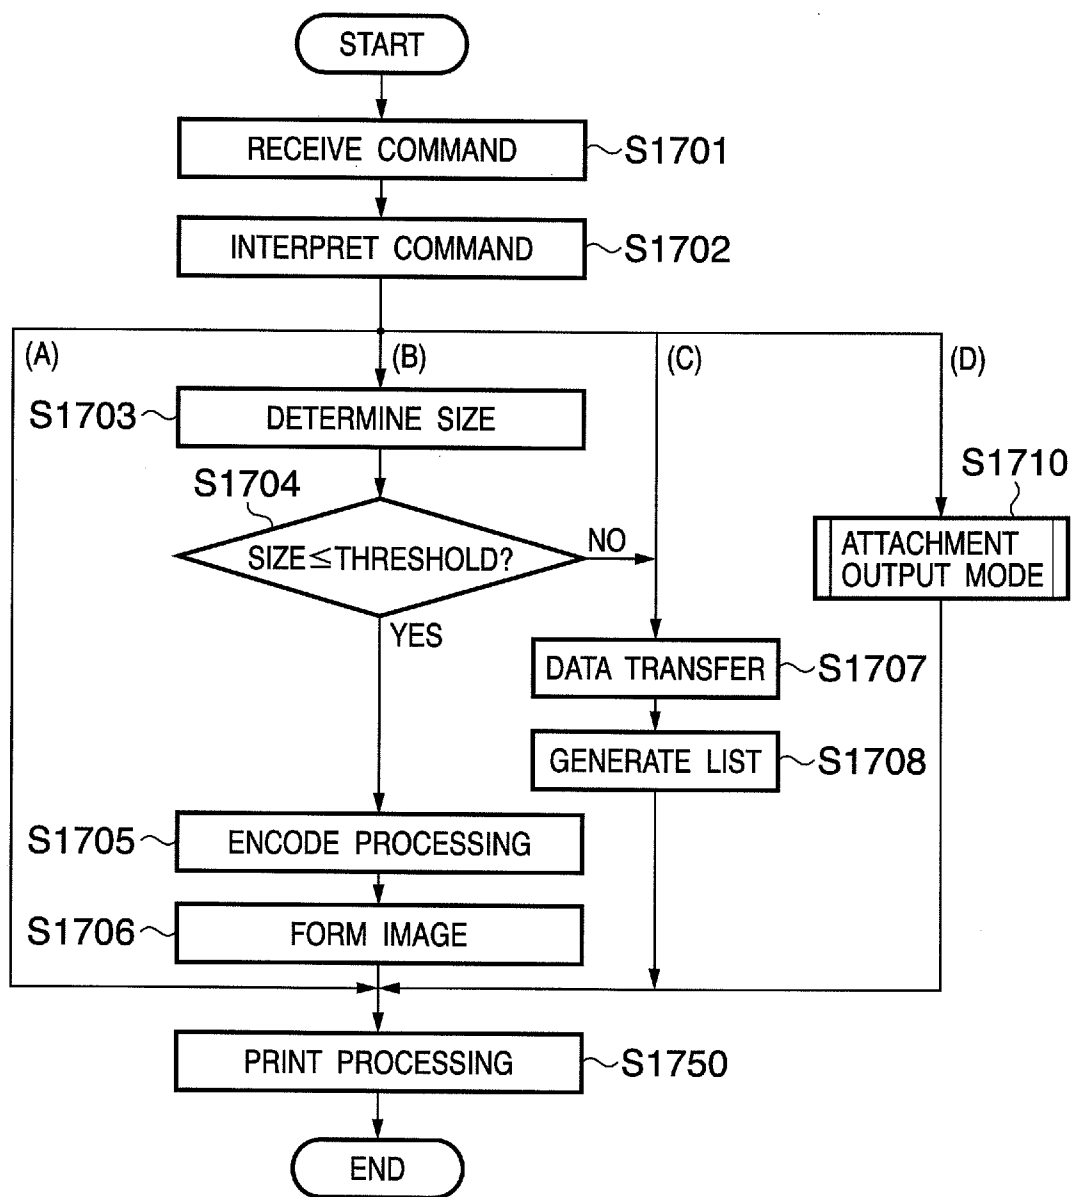 START
RECEIVE COMMAND
S1701
INTERPRET COMMAND
S1702
(A)
(B)
(C)
(D)
S1703
DETERMINE SIZE
S1704
SIZE≦THRESHOLD?
NO
YES
S1710
ATTACHMENT
OUTPUT MODE
DATA TRANSFER
S1707
GENERATE LIST
S1708
S1705
ENCODE PROCESSING
S1706
FORM IMAGE
PRINT PROCESSING
S1750
END